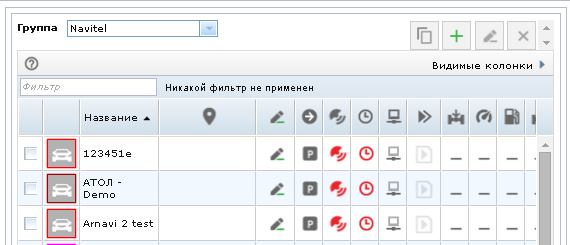 Группа Navitel
Видимые колонки
Фильтр Никакой фильтр не применен
Название
123451e
АТОЛ -
Demo
Arnavi 2 test